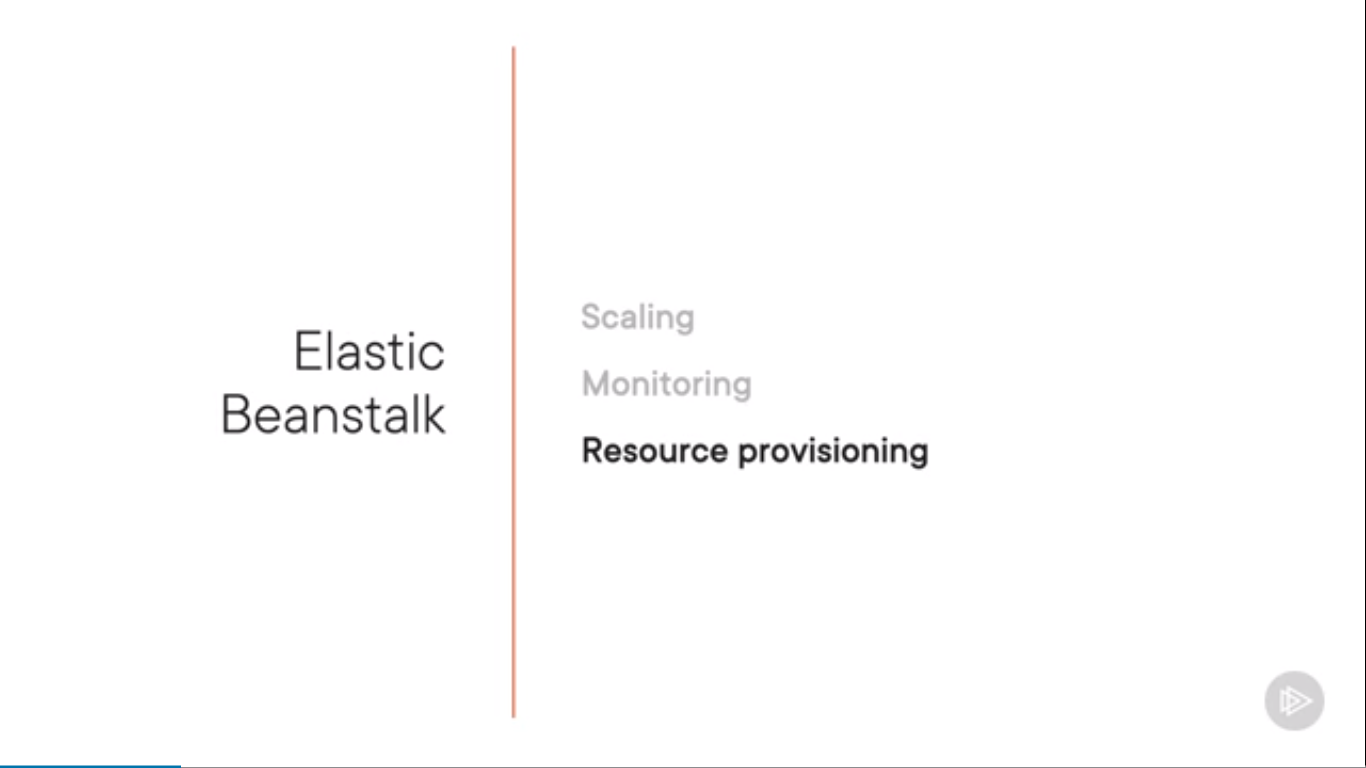 Elastic
Beanstalk
Scaling
Monitoring
Resource provisioning